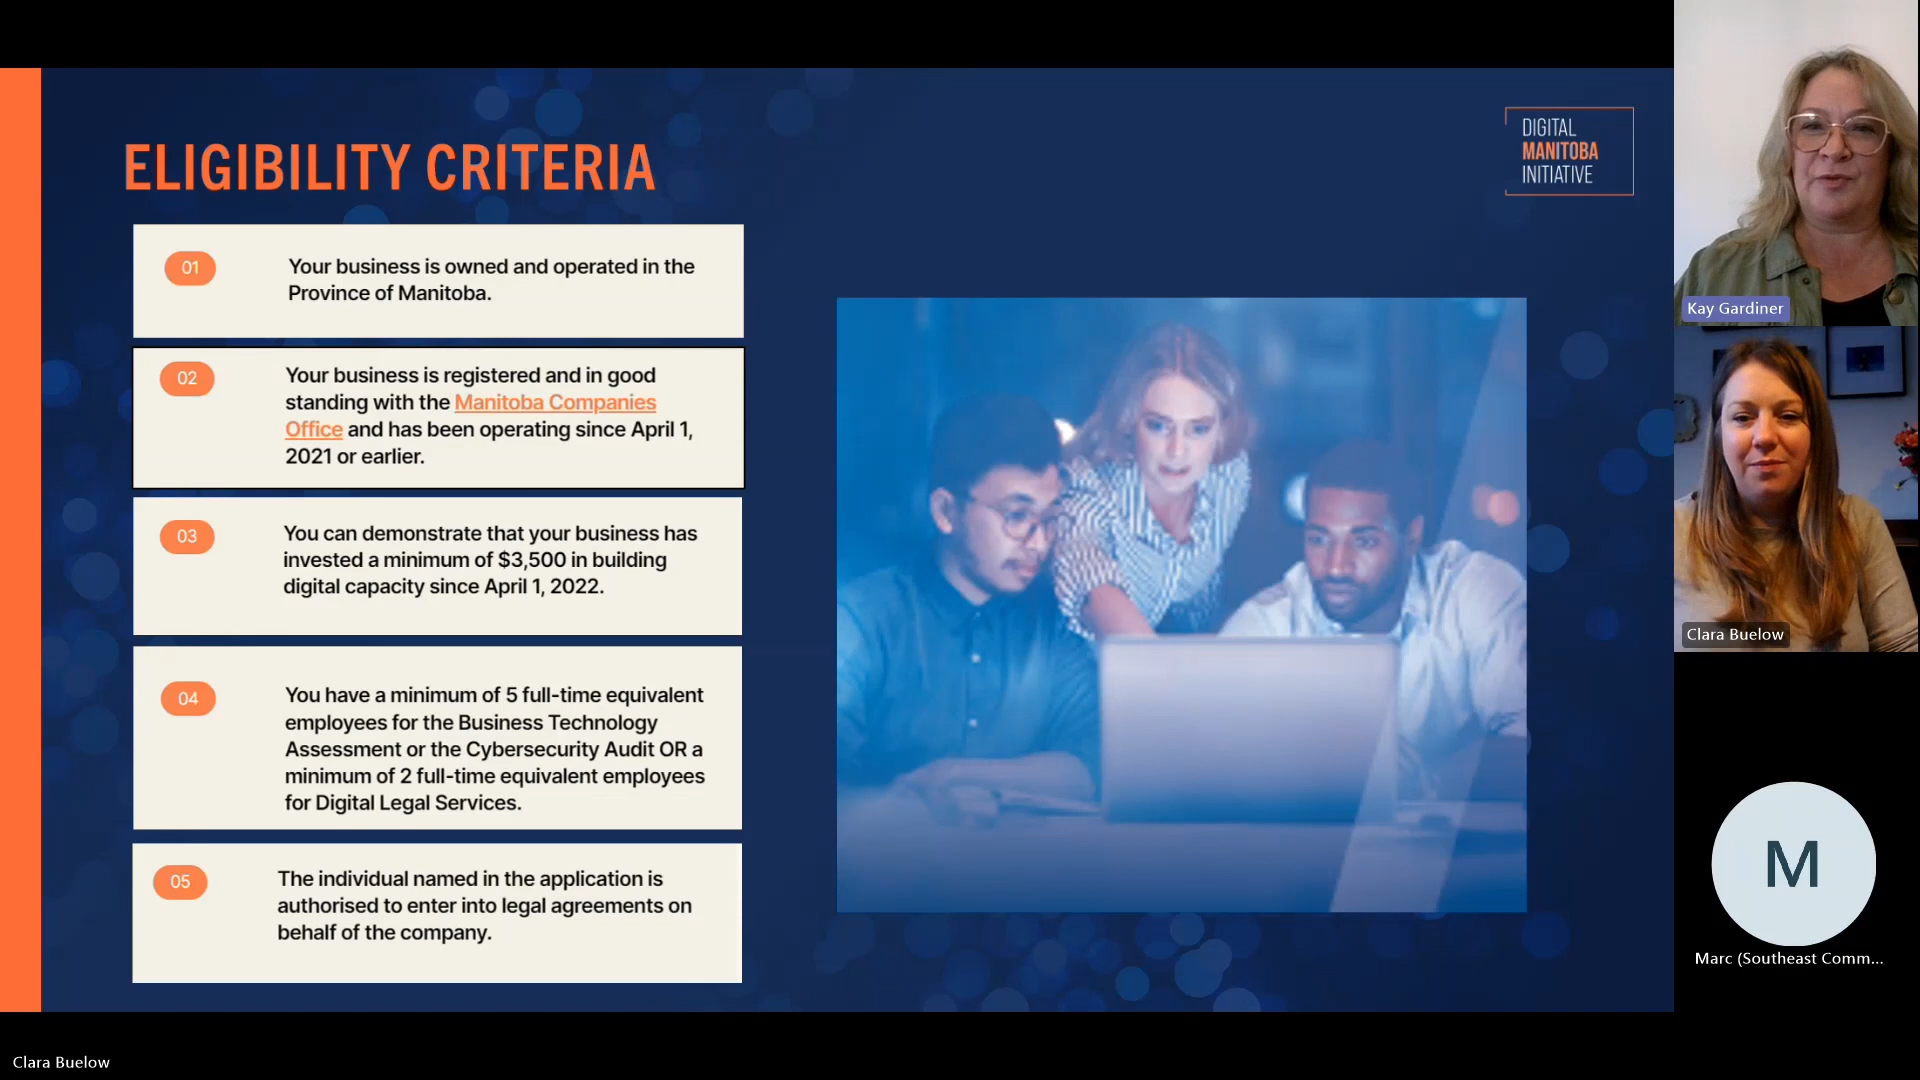 ELIGIBILITY CRITERIA
DIGITAL
MANITOBA
INITIATIVE
01
Your business is owned and operated in the
Province of Manitoba.
02
Your business is registered and in good
standing with the Manitoba Companies
Office and has been operating since April 1,
2021 or earlier.
03
You can demonstrate that your business has
invested a minimum of $3,500 in building
digital capacity since April 1, 2022.
04
You have a minimum of 5 full-time equivalent
employees for the Business Technology
Assessment or the Cybersecurity Audit OR a
minimum of 2 full-time equivalent employees
for Digital Legal Services.
05
The individual named in the application is
authorised to enter into legal agreements on
behalf of the company.
Kay Gardiner
Clara Buelow
M
Marc (Southeast Comm...
Clara Buelow